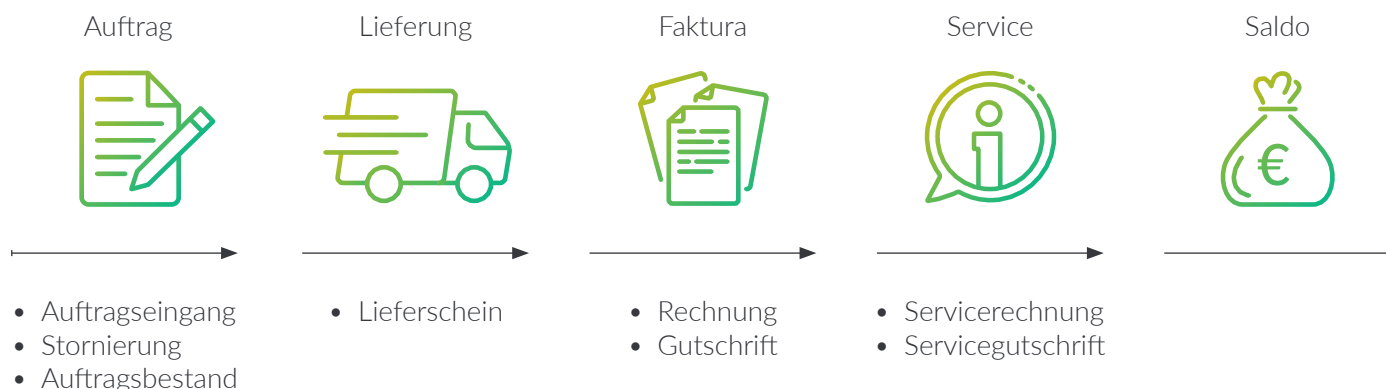 Auftrag
Lieferung
Faktura
Service
Saldo
€
• Auftragseingang
• Stornierung
• Auftragsbestand
• Lieferschein
• Rechnung
• Gutschrift
• Servicerechnung
• Servicegutschrift